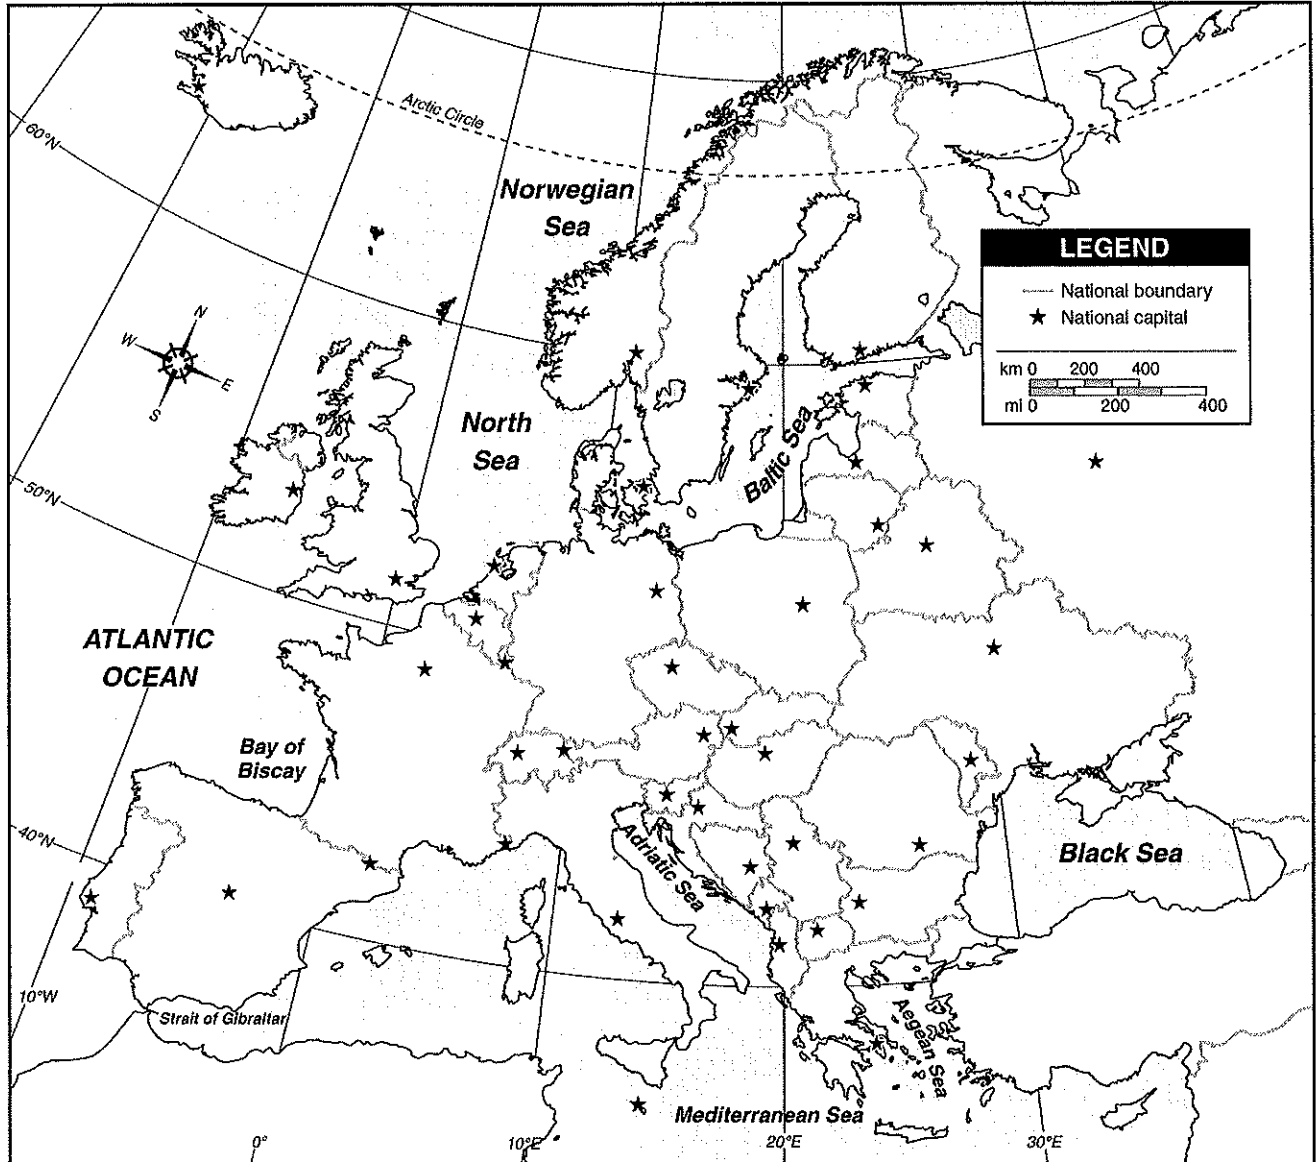 Arctic Circle
60°N
Norwegian
Sea
LEGEND
National boundary
National capital
km 0 200 400
mi 0 200 400
N
W
E
S
North
Sea
Baltic Sea
50°N
ATLANTIC
OCEAN
Bay of
Biscay
40°N
Adriatic Sea
Black Sea
10°W
Strait of Gibraltar
Aegean Sea
Mediterranean Sea
0°
10°E
20°E
30°E